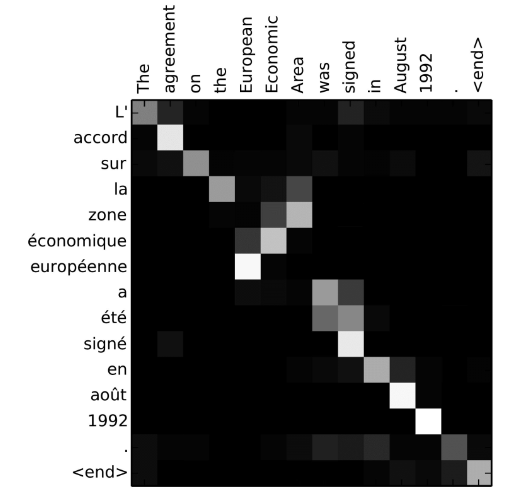 The agreement on the European Economic Area was signed in August 1992 . <end>
L'
accord
sur
la
zone
économique
européenne
a
été
signé
en
août
1992
.
<end>